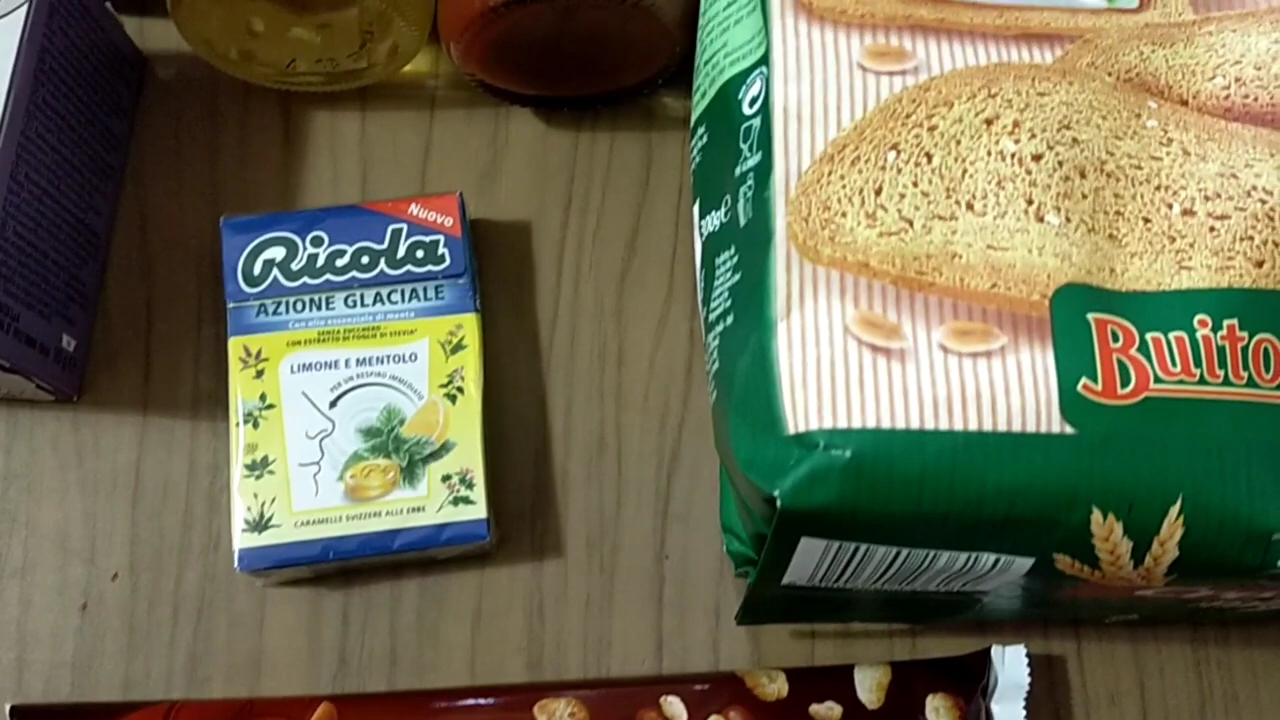 Nuovo
Ricola
AZIONE GLACIALE
Con olio essenziale di menta
SENZA ZUCCHERO -
CON ESTRATTO DI FOGLIE DI STEVIA*
LIMONE E MENTOLO
PER UN RESPIRO IMMEDIATO
CARAMELLE SVIZZERE ALLE ERBE
300g e
Buito